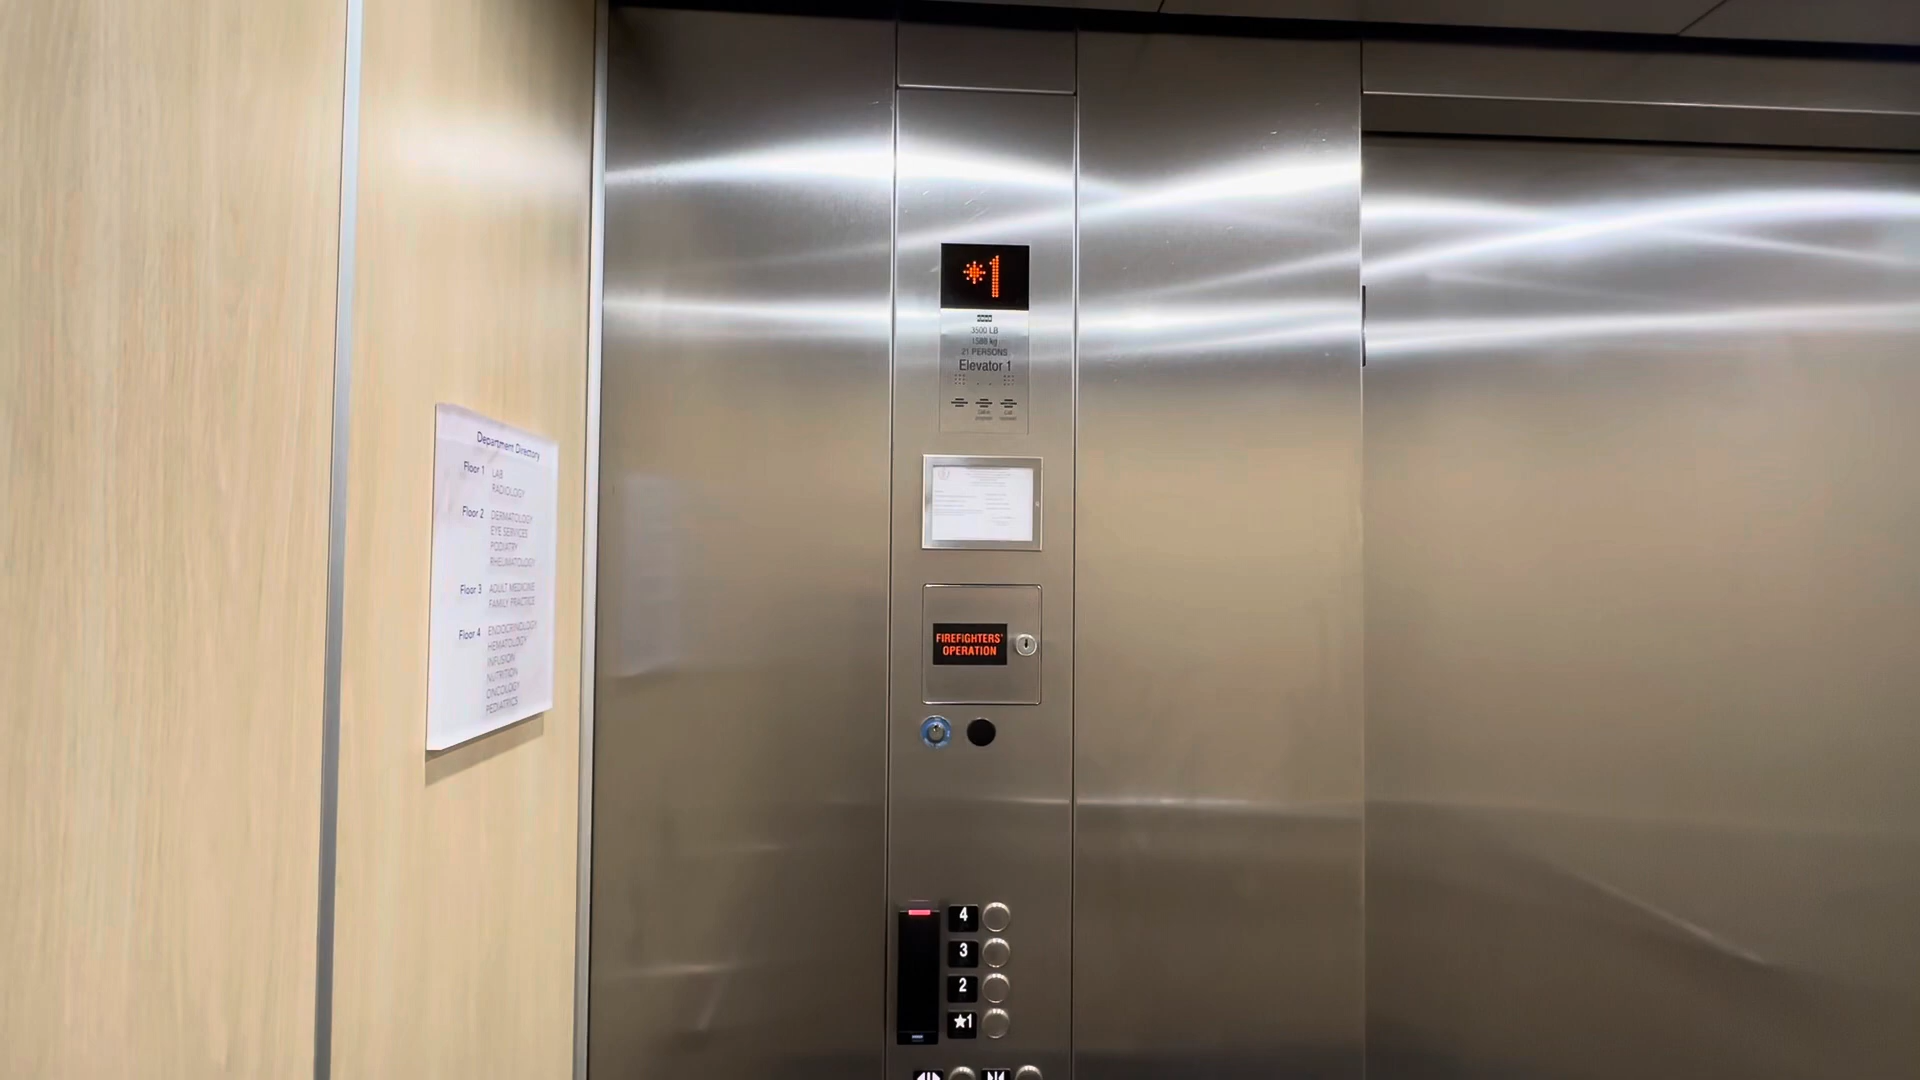 Department Directory
Floor 1 LAB
RADIOLOGY
Floor 2 DERMATOLOGY
EYE SERVICES
PODIATRY
RHEUMATOLOGY
Floor 3 ADULT MEDICINE
FAMILY PRACTICE
Floor 4 ENDOCRINOLOGY
HEMATOLOGY
INFUSION
NUTRITION
ONCOLOGY
PEDIATRICS
*1
3500 LB
1588 kg
21 PERSONS
Elevator 1
FIREFIGHTERS'
OPERATION
4
3
2
★1